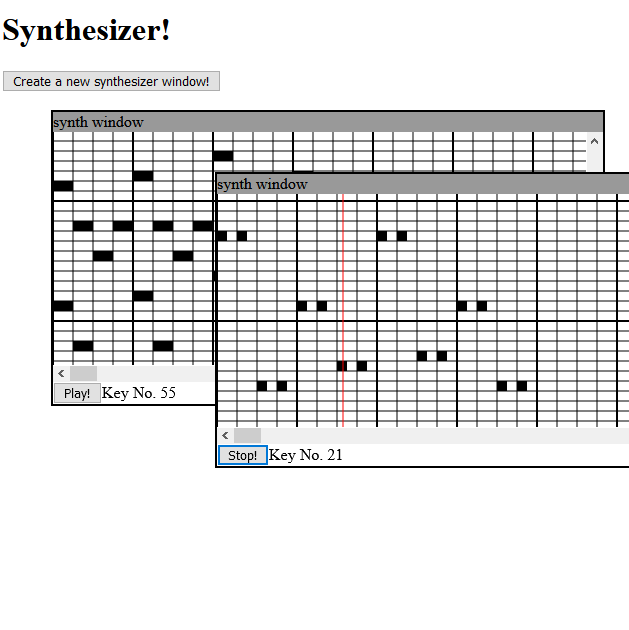 Synthesizer!
Create a new synthesizer window!
synth window
synth window
Play! Key No. 55
Stop! Key No. 21